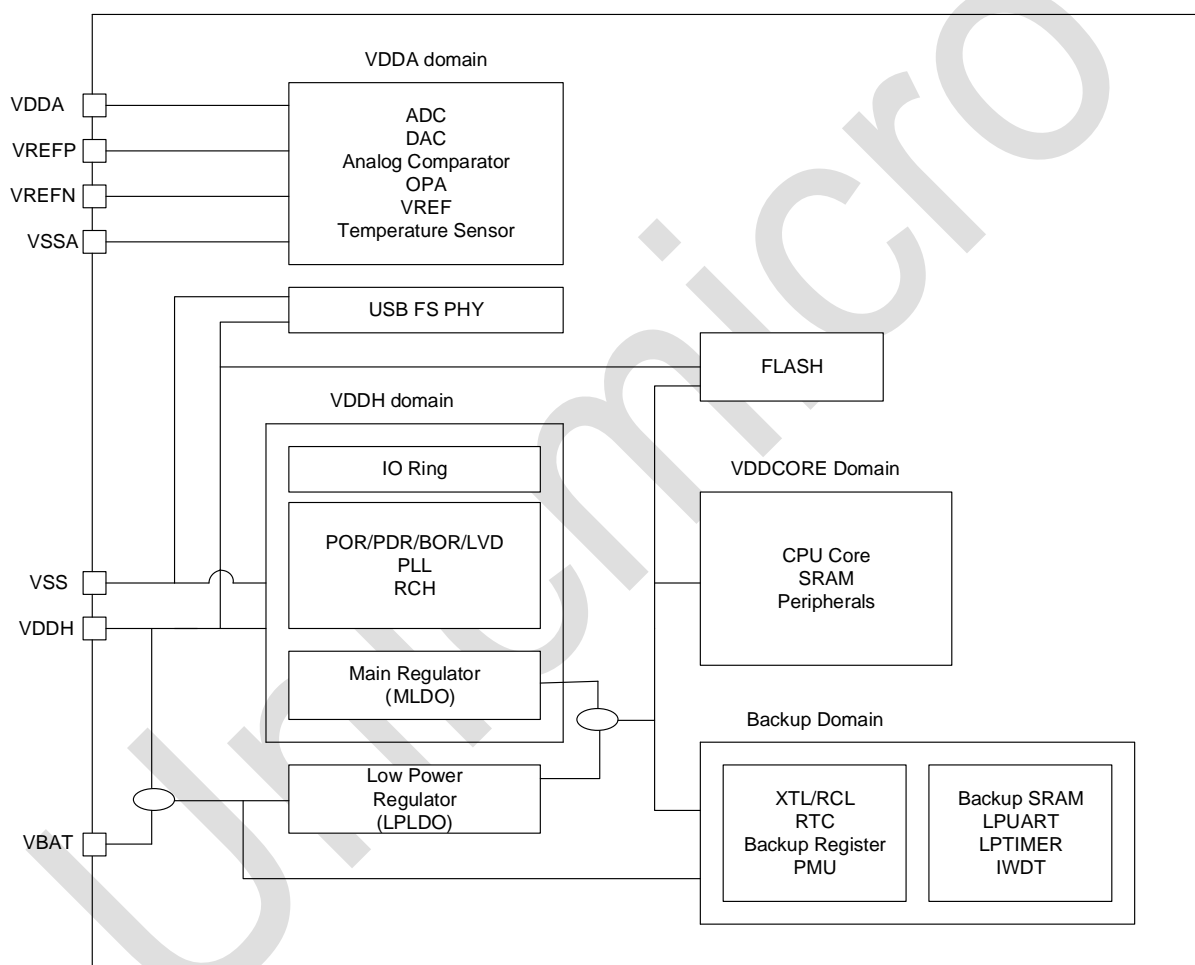 VDDA domain
VDDA
VREFP
VREFN
VSSA
ADC
DAC
Analog Comparator
OPA
VREF
Temperature Sensor
USB FS PHY
FLASH
VDDH domain
IO Ring
POR/PDR/BOR/LVD
PLL
RCH
VSS
VDDH
Main Regulator
(MLDO)
VDDCORE Domain
CPU Core
SRAM
Peripherals
Low Power
Regulator
(LPLDO)
VBAT
Backup Domain
XTL/RCL
RTC
Backup Register
PMU
Backup SRAM
LPUART
LPTIMER
IWDT
Unicmicro